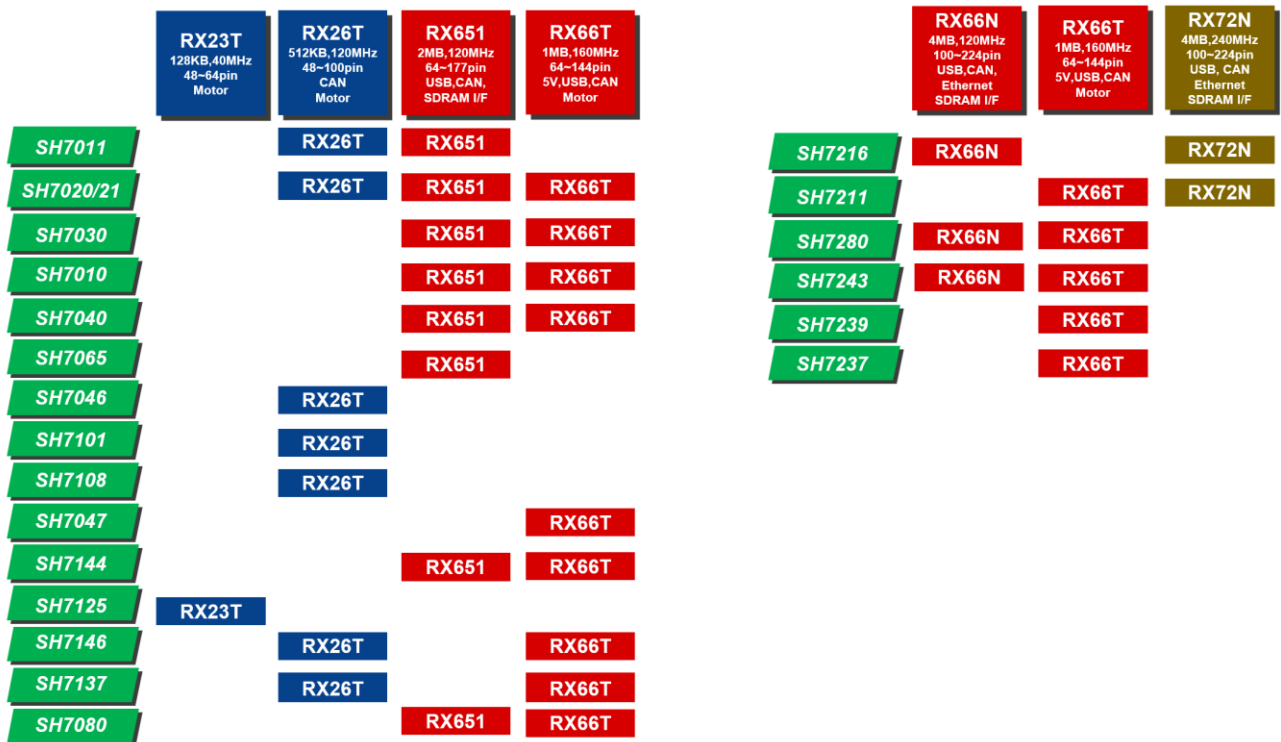 RX23T
128KB,40MHz
48~64pin
Motor
RX26T
512KB,120MHz
48~100pin
CAN
Motor
RX651
2MB,120MHz
64~177pin
USB,CAN,
SDRAM I/F
RX66T
1MB,160MHz
64~144pin
5V,USB,CAN
Motor
SH7011 RX26T RX651
SH7020/21 RX26T RX651 RX66T
SH7030 RX651 RX66T
SH7010 RX651 RX66T
SH7040 RX651 RX66T
SH7065 RX651
SH7046 RX26T
SH7101 RX26T
SH7108 RX26T
SH7047 RX66T
SH7144 RX651 RX66T
SH7125 RX23T
SH7146 RX26T RX66T
SH7137 RX26T RX66T
SH7080 RX651 RX66T
RX66N
4MB,120MHz
100~224pin
USB,CAN,
Ethernet
SDRAM I/F
RX66T
1MB,160MHz
64~144pin
5V,USB,CAN
Motor
RX72N
4MB,240MHz
100~224pin
USB, CAN
Ethernet
SDRAM I/F
SH7216 RX66N RX72N
SH7211 RX66T RX72N
SH7280 RX66N RX66T
SH7243 RX66N RX66T
SH7239 RX66T
SH7237 RX66T